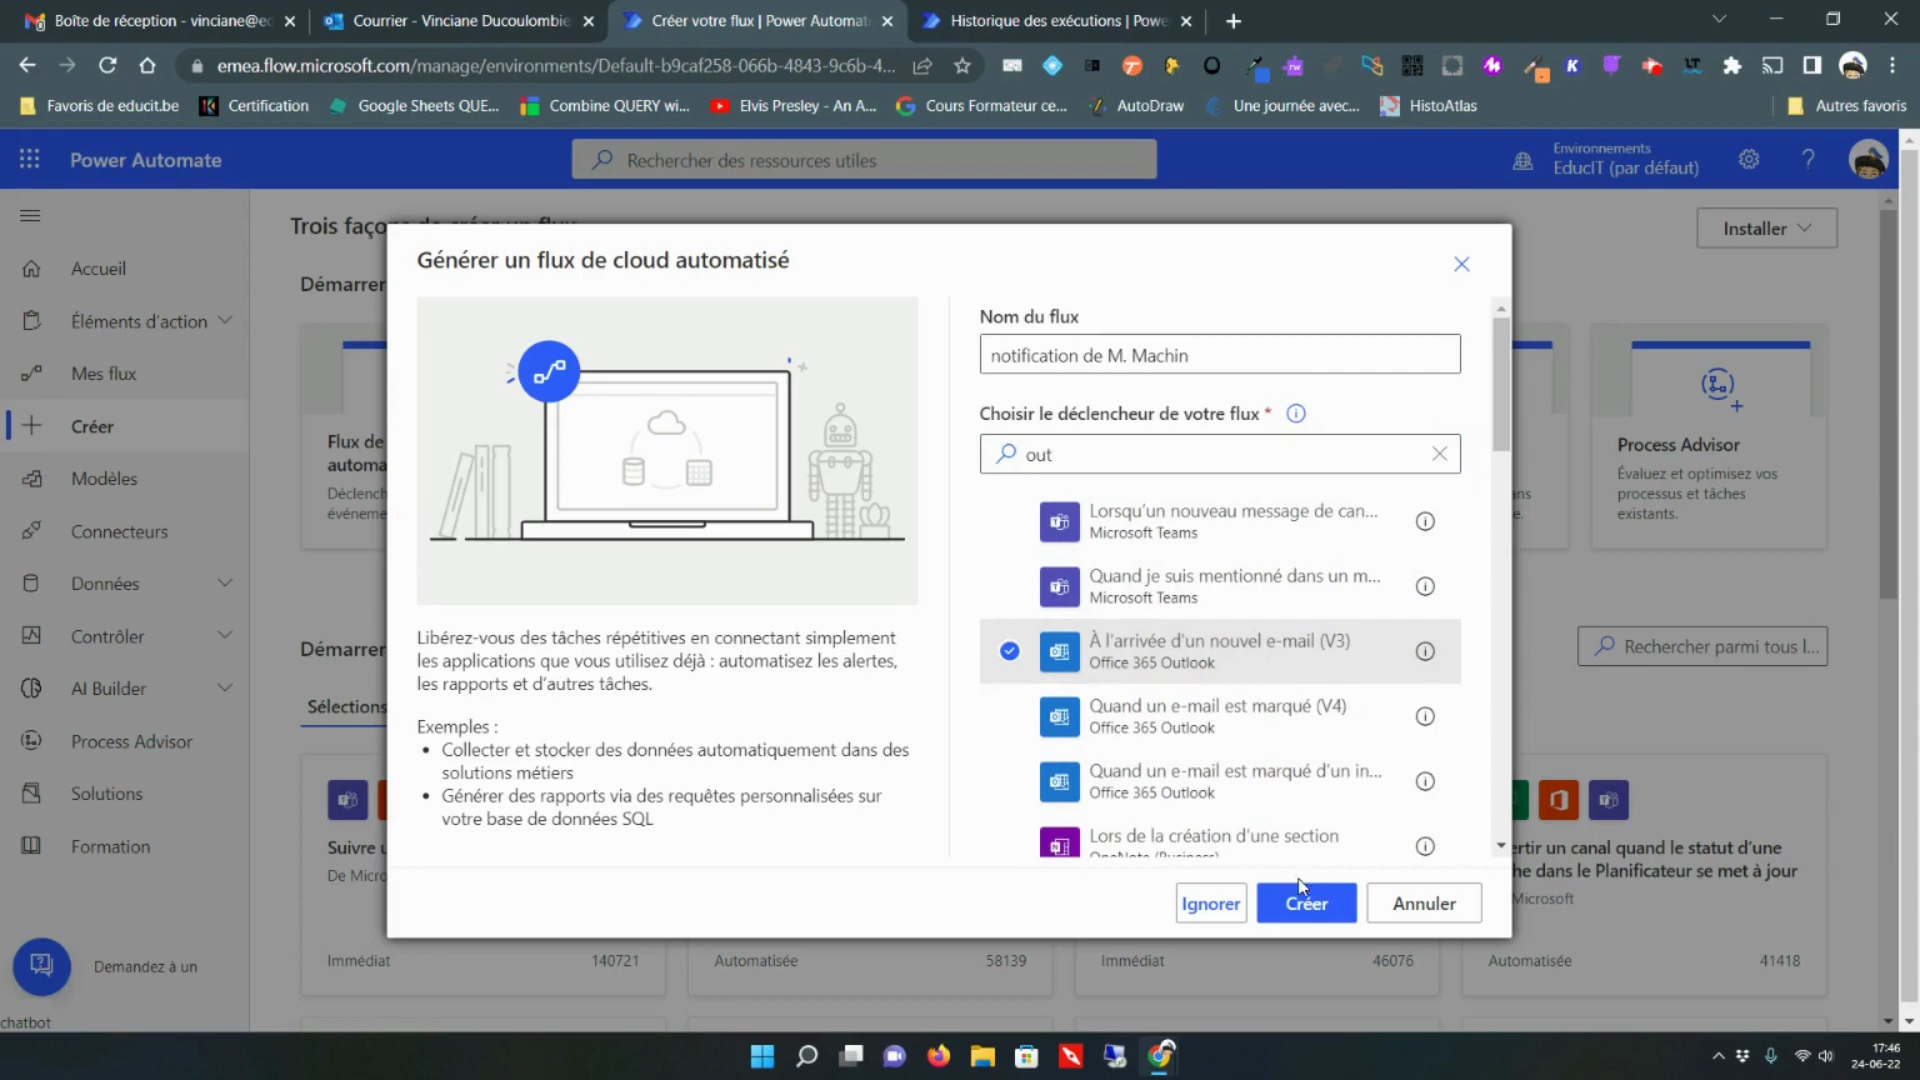 Boîte de réception - vinciane@ed
Courrier - Vinciane Ducoulombie
Créer votre flux | Power Automat
Historique des exécutions | Powe
emea.flow.microsoft.com/manage/environments/Default-b9caf258-066b-4843-9c6b-4...
Favoris de educit.be
Certification
Google Sheets QUE...
Combine QUERY wi...
Elvis Presley - An A...
Cours Formateur ce...
AutoDraw
Une journée avec...
HistoAtlas
Autres favoris
Power Automate
Rechercher des ressources utiles
Environnements
EducIT (par défaut)
Trois faço
Installer
Accueil
Éléments d'action
Mes flux
Créer
Modèles
Connecteurs
Données
Contrôler
AI Builder
Process Advisor
Solutions
Formation
Demandez à un
chatbot
Démarrer
Flux de
automa
Déclench
événeme
Démarrer
Sélections
Suivre u
De Micro
Générer un flux de cloud automatisé
Libérez-vous des tâches répétitives en connectant simplement
les applications que vous utilisez déjà : automatisez les alertes,
les rapports et d'autres tâches.
Exemples :
• Collecter et stocker des données automatiquement dans des
solutions métiers
• Générer des rapports via des requêtes personnalisées sur
votre base de données SQL
Nom du flux
notification de M. Machin
Choisir le déclencheur de votre flux *
out
Lorsqu'un nouveau message de can...
Microsoft Teams
Quand je suis mentionné dans un m...
Microsoft Teams
À l'arrivée d'un nouvel e-mail (V3)
Office 365 Outlook
Quand un e-mail est marqué (V4)
Office 365 Outlook
Quand un e-mail est marqué d'un in...
Office 365 Outlook
Lors de la création d'une section
OneNote (Business)
Ignorer
Créer
Annuler
Process Advisor
Évaluez et optimisez vos
processus et tâches
existants.
ans
e.
Rechercher parmi tous l...
ertir un canal quand le statut d'une
he dans le Planificateur se met à jour
Microsoft
Immédiat
140721
Automatisée
58139
Immédiat
46076
Automatisée
41418
17:46
24-06-22